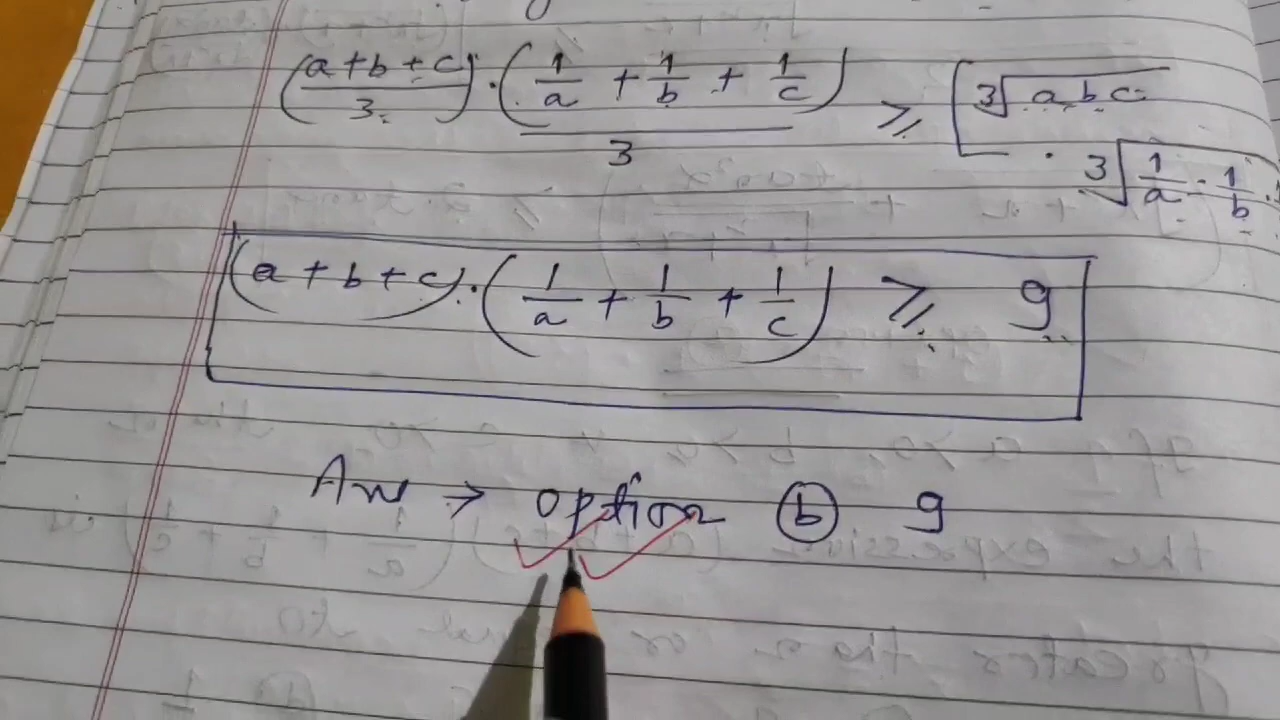 (a+b+c)/3 · (1/a + 1/b + 1/c)/3 ≥ [∛abc
· ∛1/a · 1/b ·
(a+b+c) · (1/a + 1/b + 1/c) ≥ 9
Ans → option (b) 9